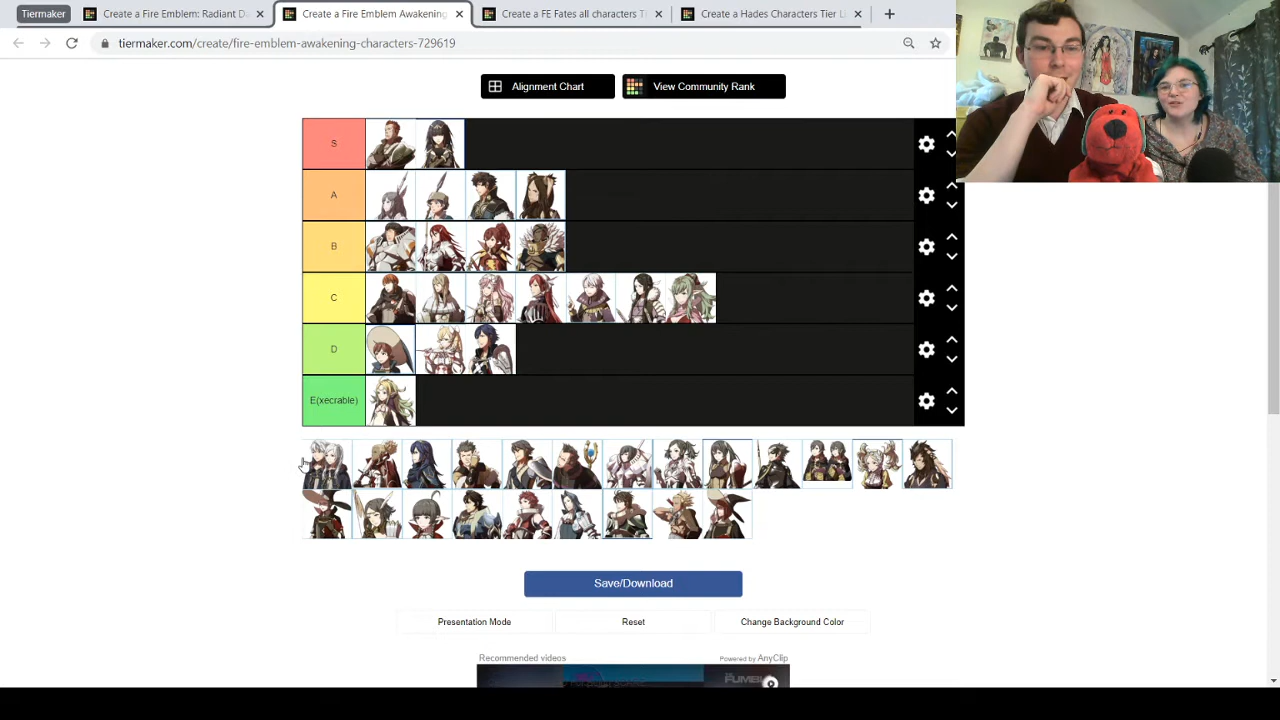 Tiermaker
Create a Fire Emblem: Radiant D
Create a Fire Emblem Awakening
Create a FE Fates all characters T
Create a Hades Characters Tier Li
tiermaker.com/create/fire-emblem-awakening-characters-729619
Alignment Chart
View Community Rank
S
A
B
C
D
E(xecrable)
Save/Download
Presentation Mode
Reset
Change Background Color
Recommended videos
Powered by AnyClip